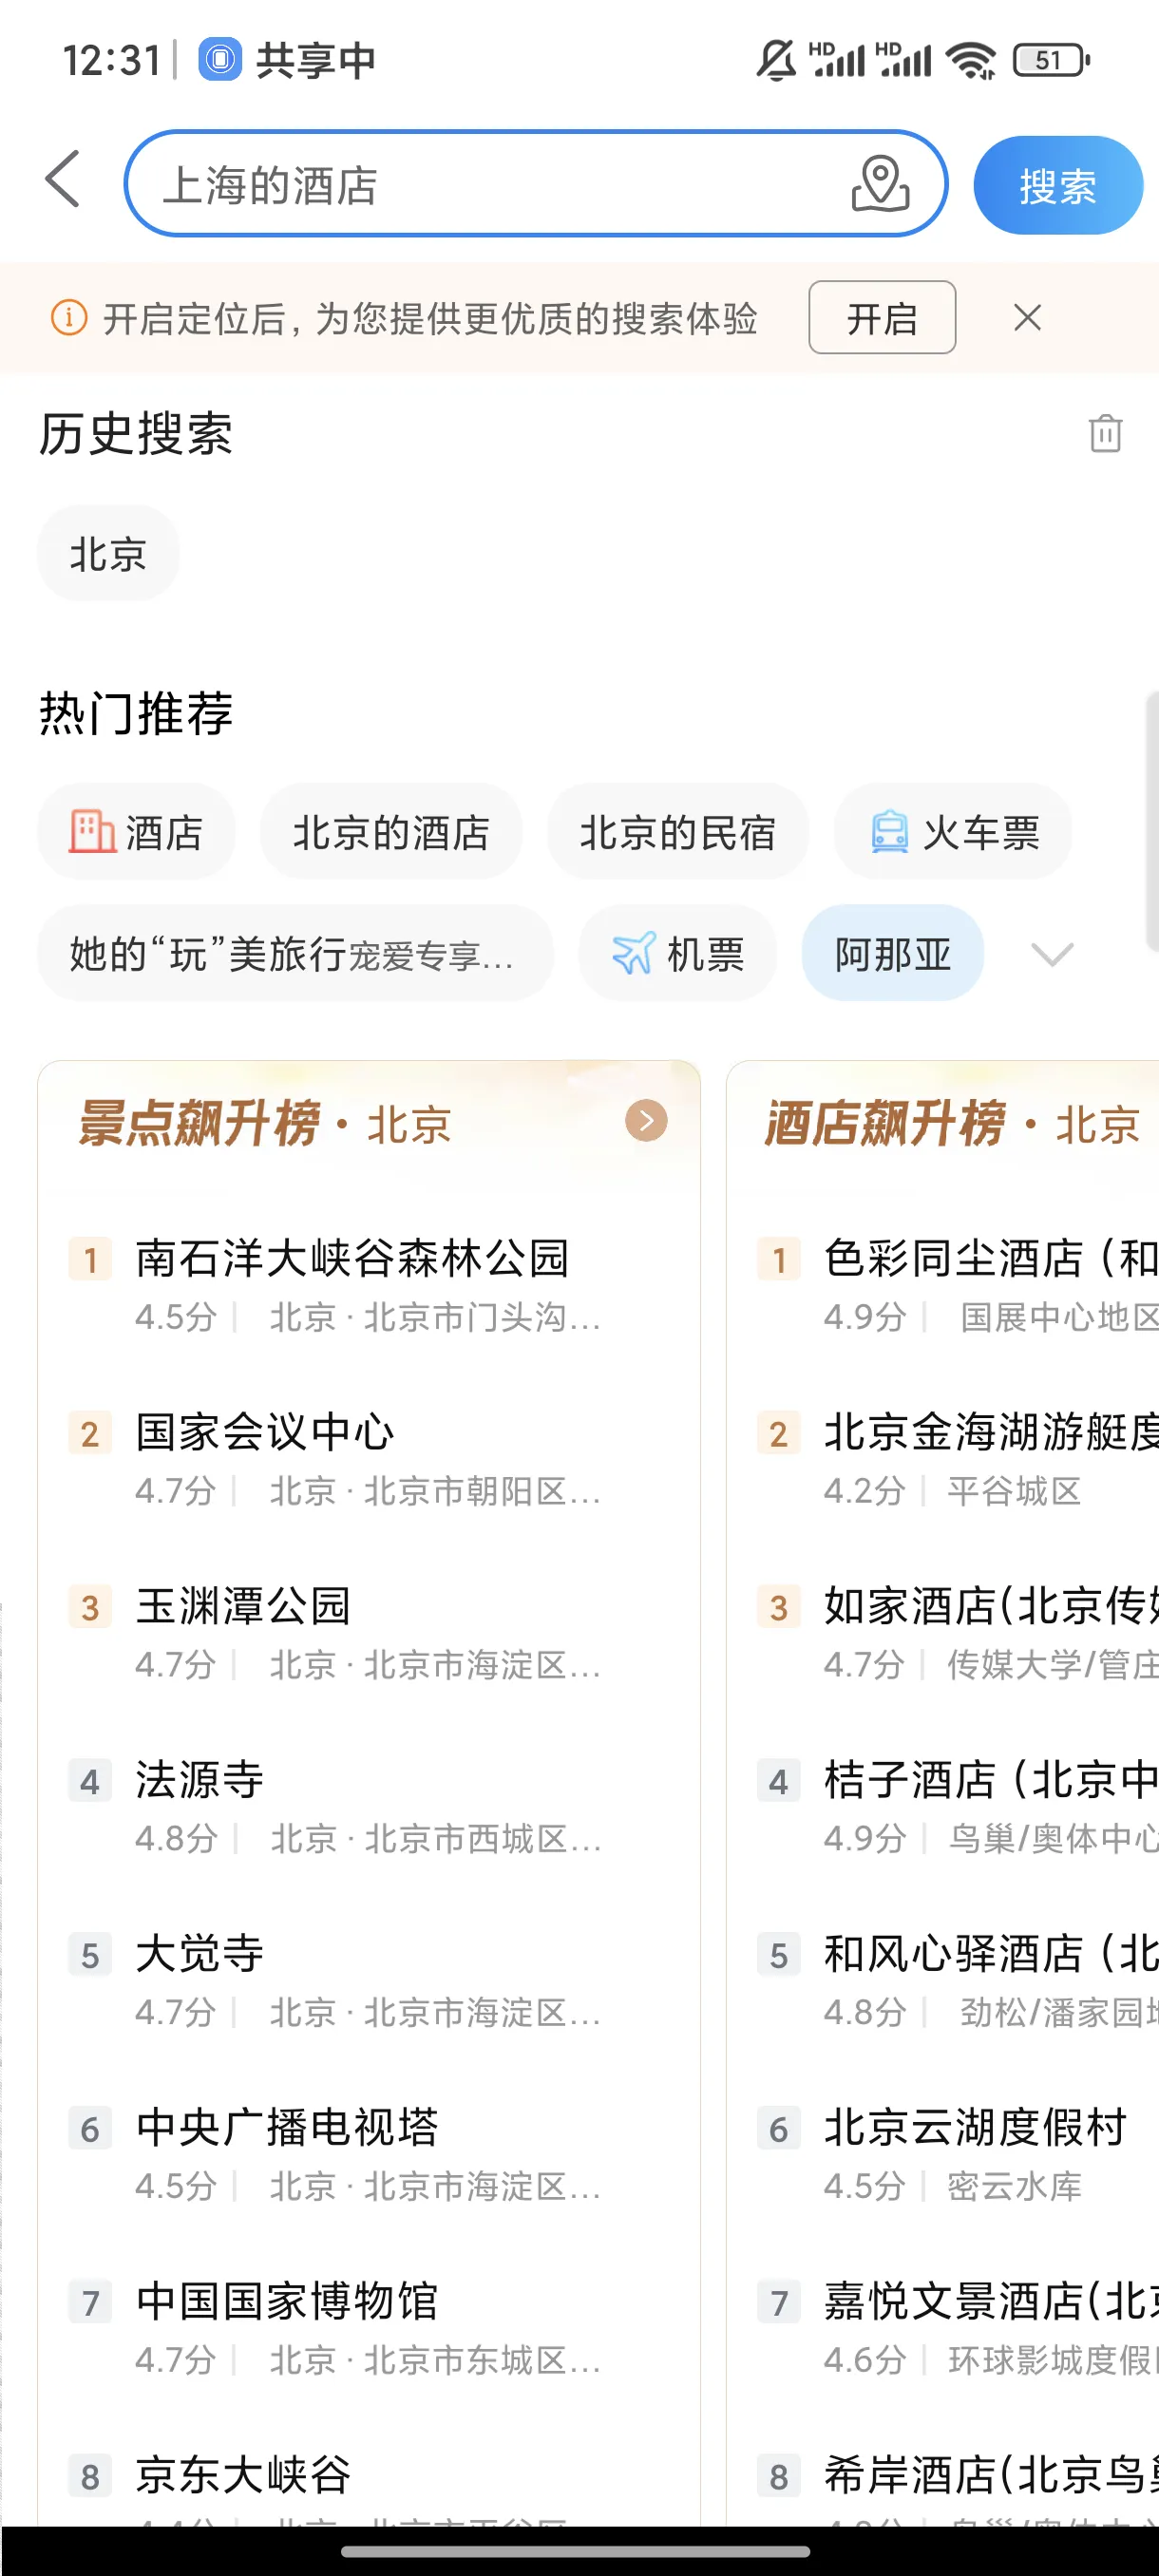 12:31 共享中 HD HD 51
上海的酒店 搜索
开启定位后，为您提供更优质的搜索体验 开启
历史搜索
北京
热门推荐
酒店 北京的酒店 北京的民宿 火车票
她的“玩”美旅行宠爱专享... 机票 阿那亚
景点飙升榜·北京
1 南石洋大峡谷森林公园
4.5分 北京·北京市门头沟...
2 国家会议中心
4.7分 北京·北京市朝阳区...
3 玉渊潭公园
4.7分 北京·北京市海淀区...
4 法源寺
4.8分 北京·北京市西城区...
5 大觉寺
4.7分 北京·北京市海淀区...
6 中央广播电视塔
4.5分 北京·北京市海淀区...
7 中国国家博物馆
4.7分 北京·北京市东城区...
8 京东大峡谷
酒店飙升榜·北京
1 色彩同尘酒店（和
4.9分 国展中心地区
2 北京金海湖游艇度
4.2分 平谷城区
3 如家酒店(北京传媒
4.7分 传媒大学/管庄
4 桔子酒店（北京中
4.9分 鸟巢/奥体中心
5 和风心驿酒店（北
4.8分 劲松/潘家园地
6 北京云湖度假村
4.5分 密云水库
7 嘉悦文景酒店(北京
4.6分 环球影城度假
8 希岸酒店(北京鸟巢